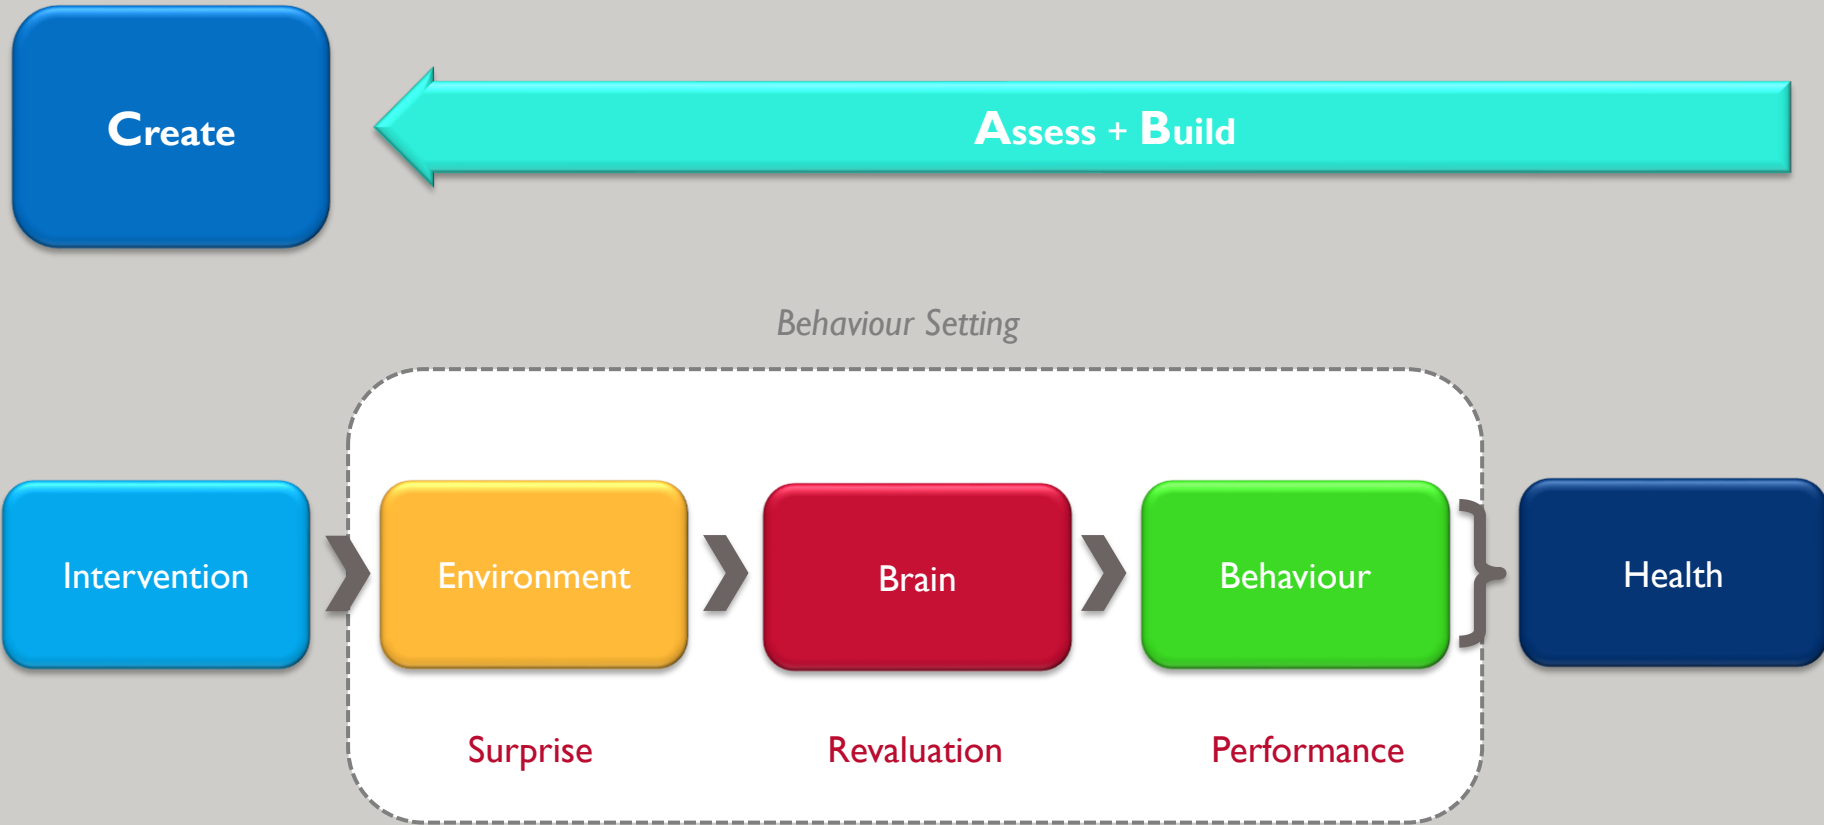 Create
Assess + Build
Behaviour Setting
Intervention
Environment
Brain
Behaviour
Health
Surprise
Revaluation
Performance